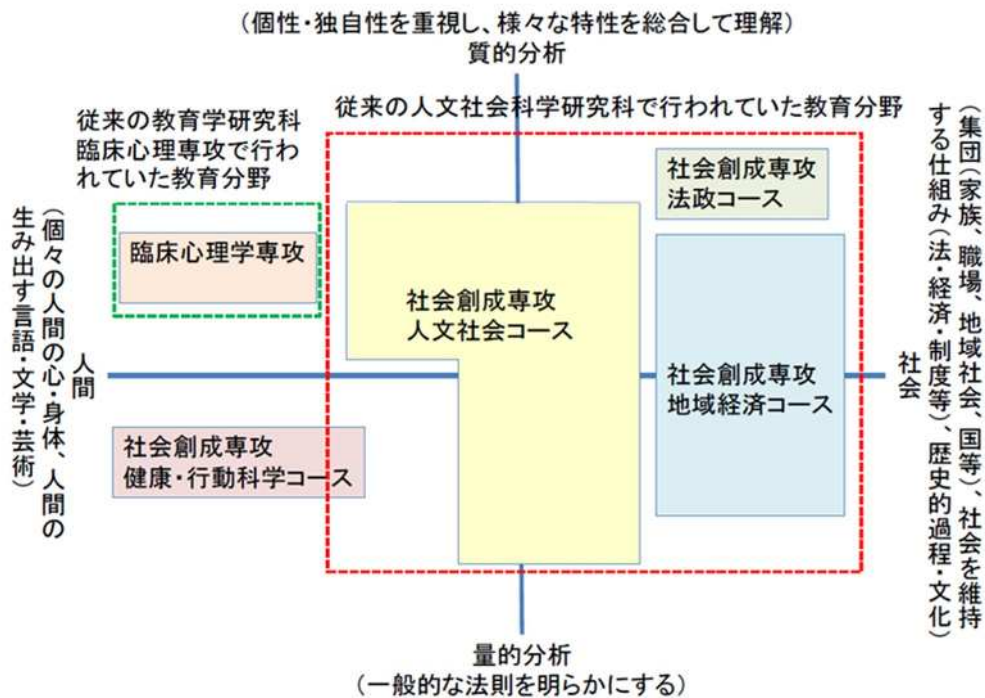 （個性・独自性を重視し、様々な特性を総合して理解）
質的分析
従来の人文社会科学研究科で行われていた教育分野
従来の教育学研究科
臨床心理専攻で行わ
れていた教育分野
社会創成専攻
法政コース
臨床心理学専攻
社会創成専攻
人文社会コース
社会創成専攻
地域経済コース
社会創成専攻
健康・行動科学コース
人間
（個々の人間の心・身体、人間の
生み出す言語・文学・芸術）
（集団（家族、職場、地域社会、国等）、社会を維持
する仕組み（法・経済・制度等）、歴史的過程・文化）
社会
量的分析
（一般的な法則を明らかにする）